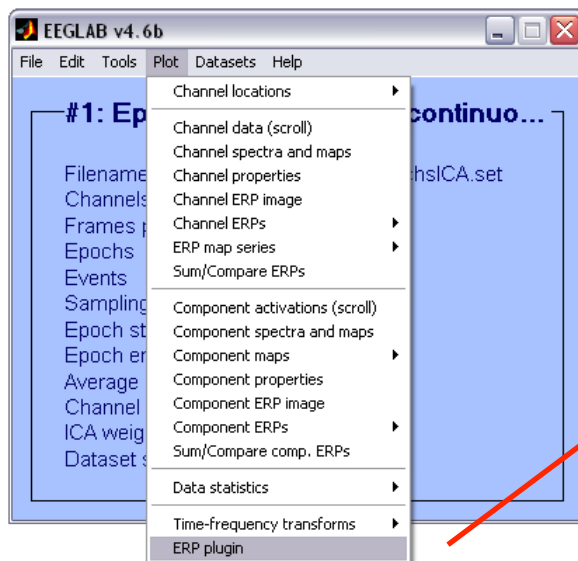 EEGLAB v4.6b
File Edit Tools Plot Datasets Help
#1: Ep continuo...
Filename hsICA.set
Channels
Frames
Epochs
Events
Sampling
Epoch
Epoch
Average
Channel
ICA
Dataset
Channel locations
Channel data (scroll)
Channel spectra and maps
Channel properties
Channel ERP image
Channel ERPs
ERP map series
Sum/Compare ERPs
Component activations (scroll)
Component spectra and maps
Component maps
Component properties
Component ERP image
Component ERPs
Sum/Compare comp. ERPs
Data statistics
Time-frequency transforms
ERP plugin